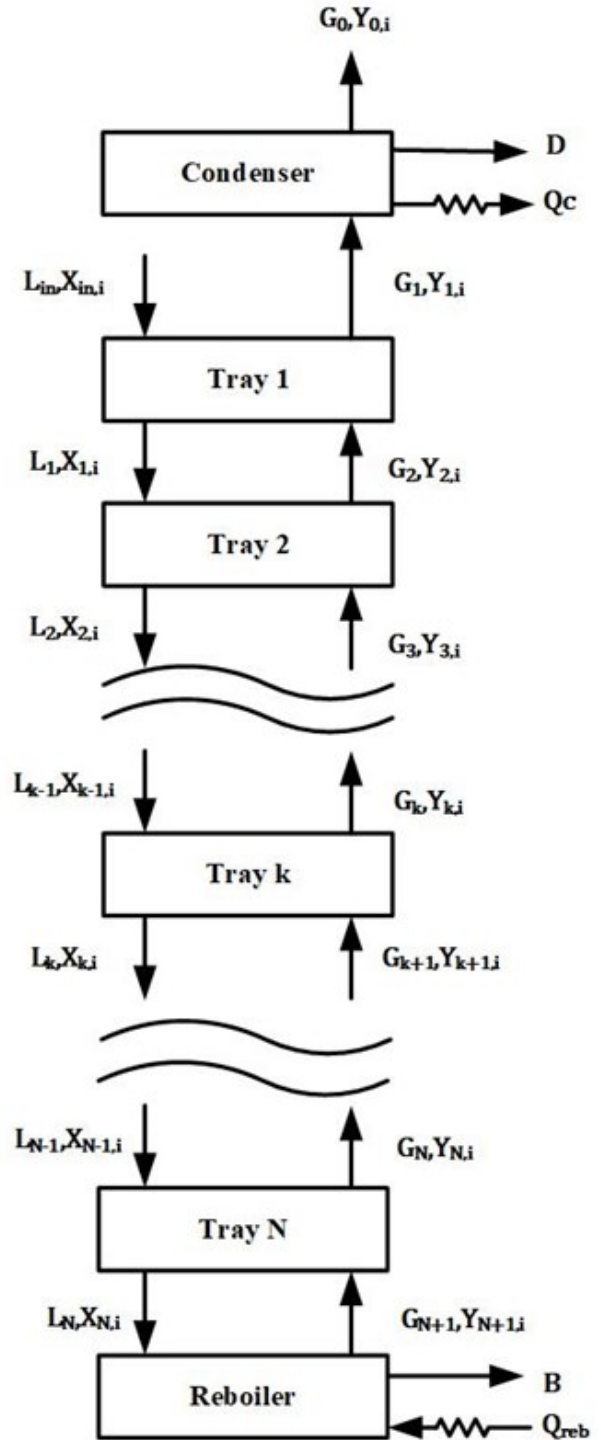 G₀,Y₀,ᵢ
Condenser
D
Qc
Lin,Xin,i
G₁,Y₁,ᵢ
Tray 1
L₁,X₁,ᵢ
G₂,Y₂,ᵢ
Tray 2
L₂,X₂,ᵢ
G₃,Y₃,ᵢ
Lk-1,Xk-1,i
Gk,Yk,i
Tray k
Lk,Xk,i
Gk+1,Yk+1,i
LN-1,XN-1,i
GN,YN,i
Tray N
LN,XN,i
GN+1,YN+1,i
Reboiler
B
Qreb